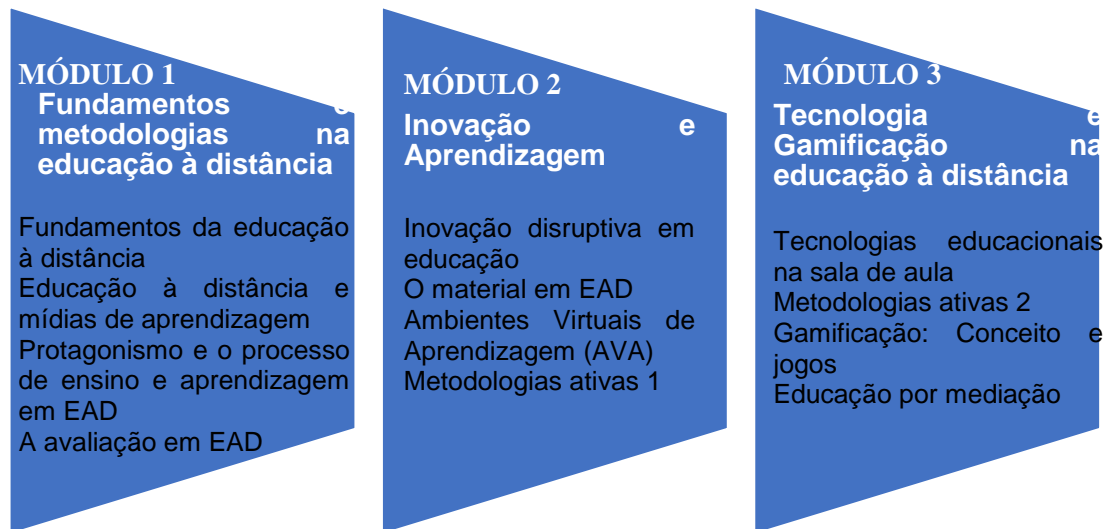 MÓDULO 1
Fundamentos e
metodologias na
educação à distância
Fundamentos da educação
à distância
Educação à distância e
mídias de aprendizagem
Protagonismo e o processo
de ensino e aprendizagem
em EAD
A avaliação em EAD
MÓDULO 2
Inovação e
Aprendizagem
Inovação disruptiva em
educação
O material em EAD
Ambientes Virtuais de
Aprendizagem (AVA)
Metodologias ativas 1
MÓDULO 3
Tecnologia e
Gamificação na
educação à distância
Tecnologias educacionais
na sala de aula
Metodologias ativas 2
Gamificação: Conceito e
jogos
Educação por mediação